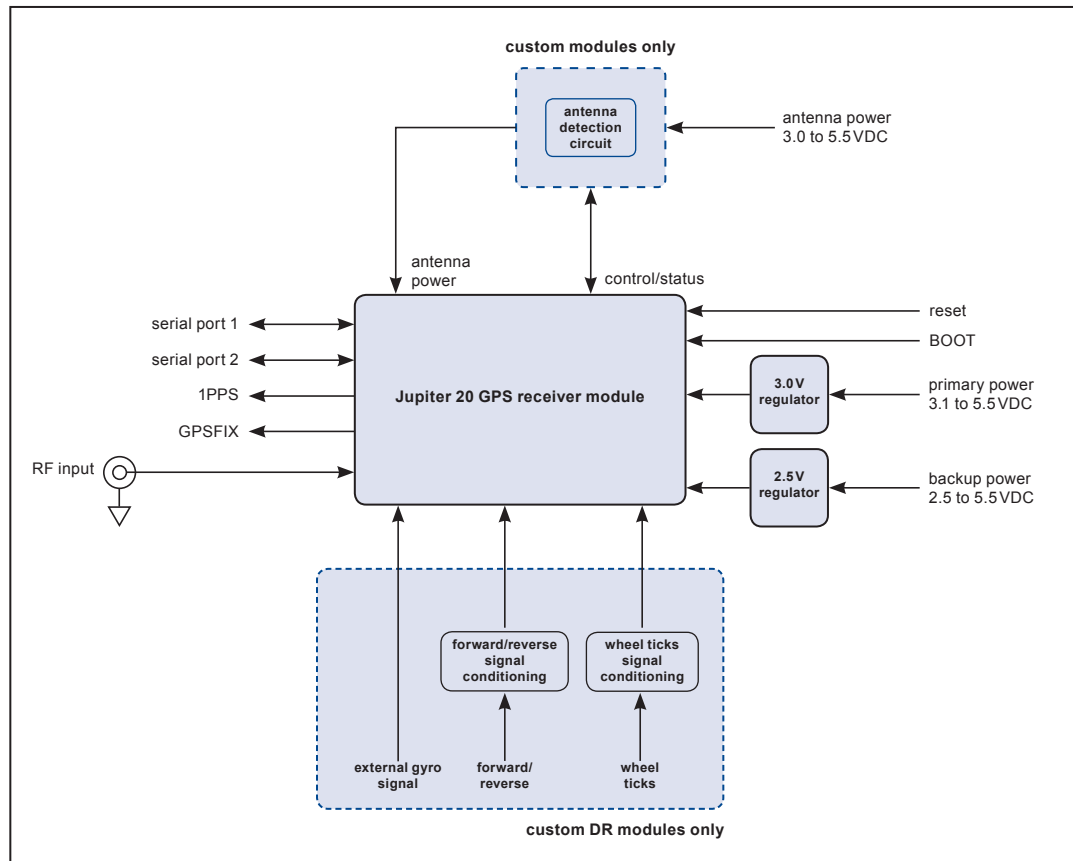 custom modules only
antenna
detection
circuit
antenna power
3.0 to 5.5VDC
antenna
power
control/status
serial port 1
serial port 2
1PPS
GPSFIX
RF input
Jupiter 20 GPS receiver module
reset
BOOT
3.0V
regulator
primary power
3.1 to 5.5VDC
2.5V
regulator
backup power
2.5 to 5.5VDC
forward/reverse
signal
conditioning
wheel ticks
signal
conditioning
external gyro
signal
forward/
reverse
wheel
ticks
custom DR modules only